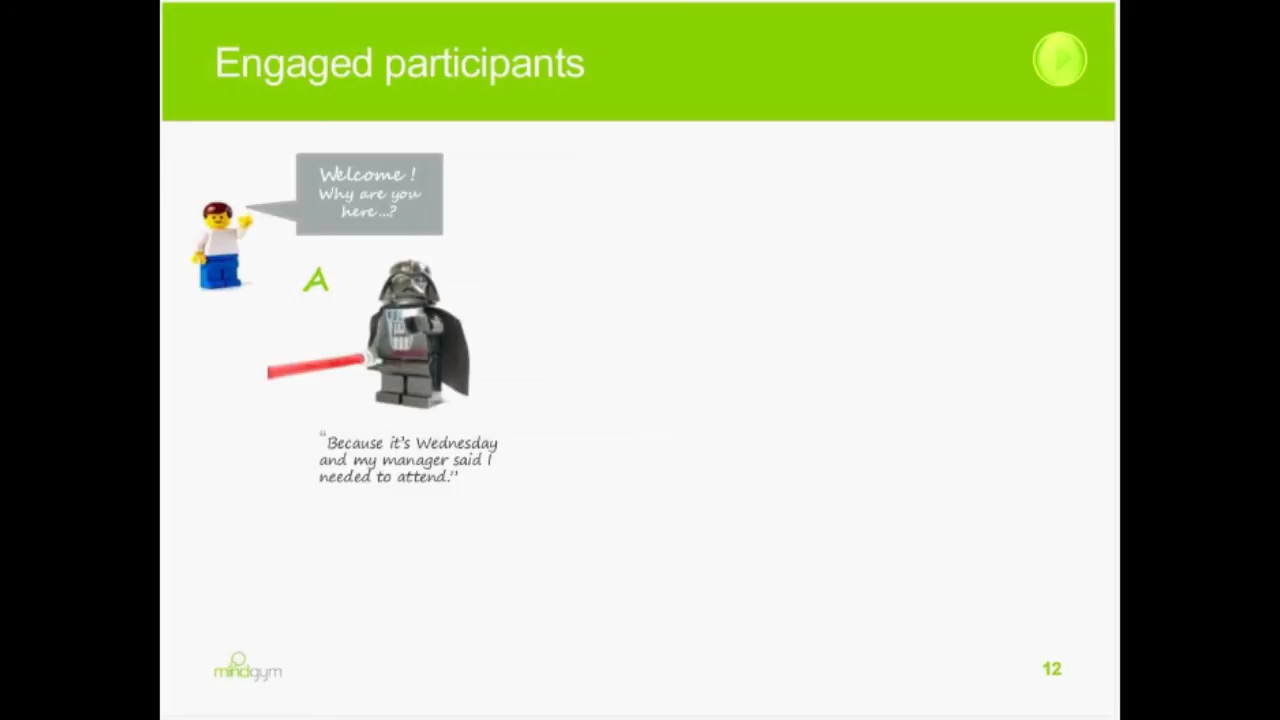 Engaged participants
Welcome !
Why are you
here...?
A
“Because it’s Wednesday
and my manager said I
needed to attend.”
mindgym
12